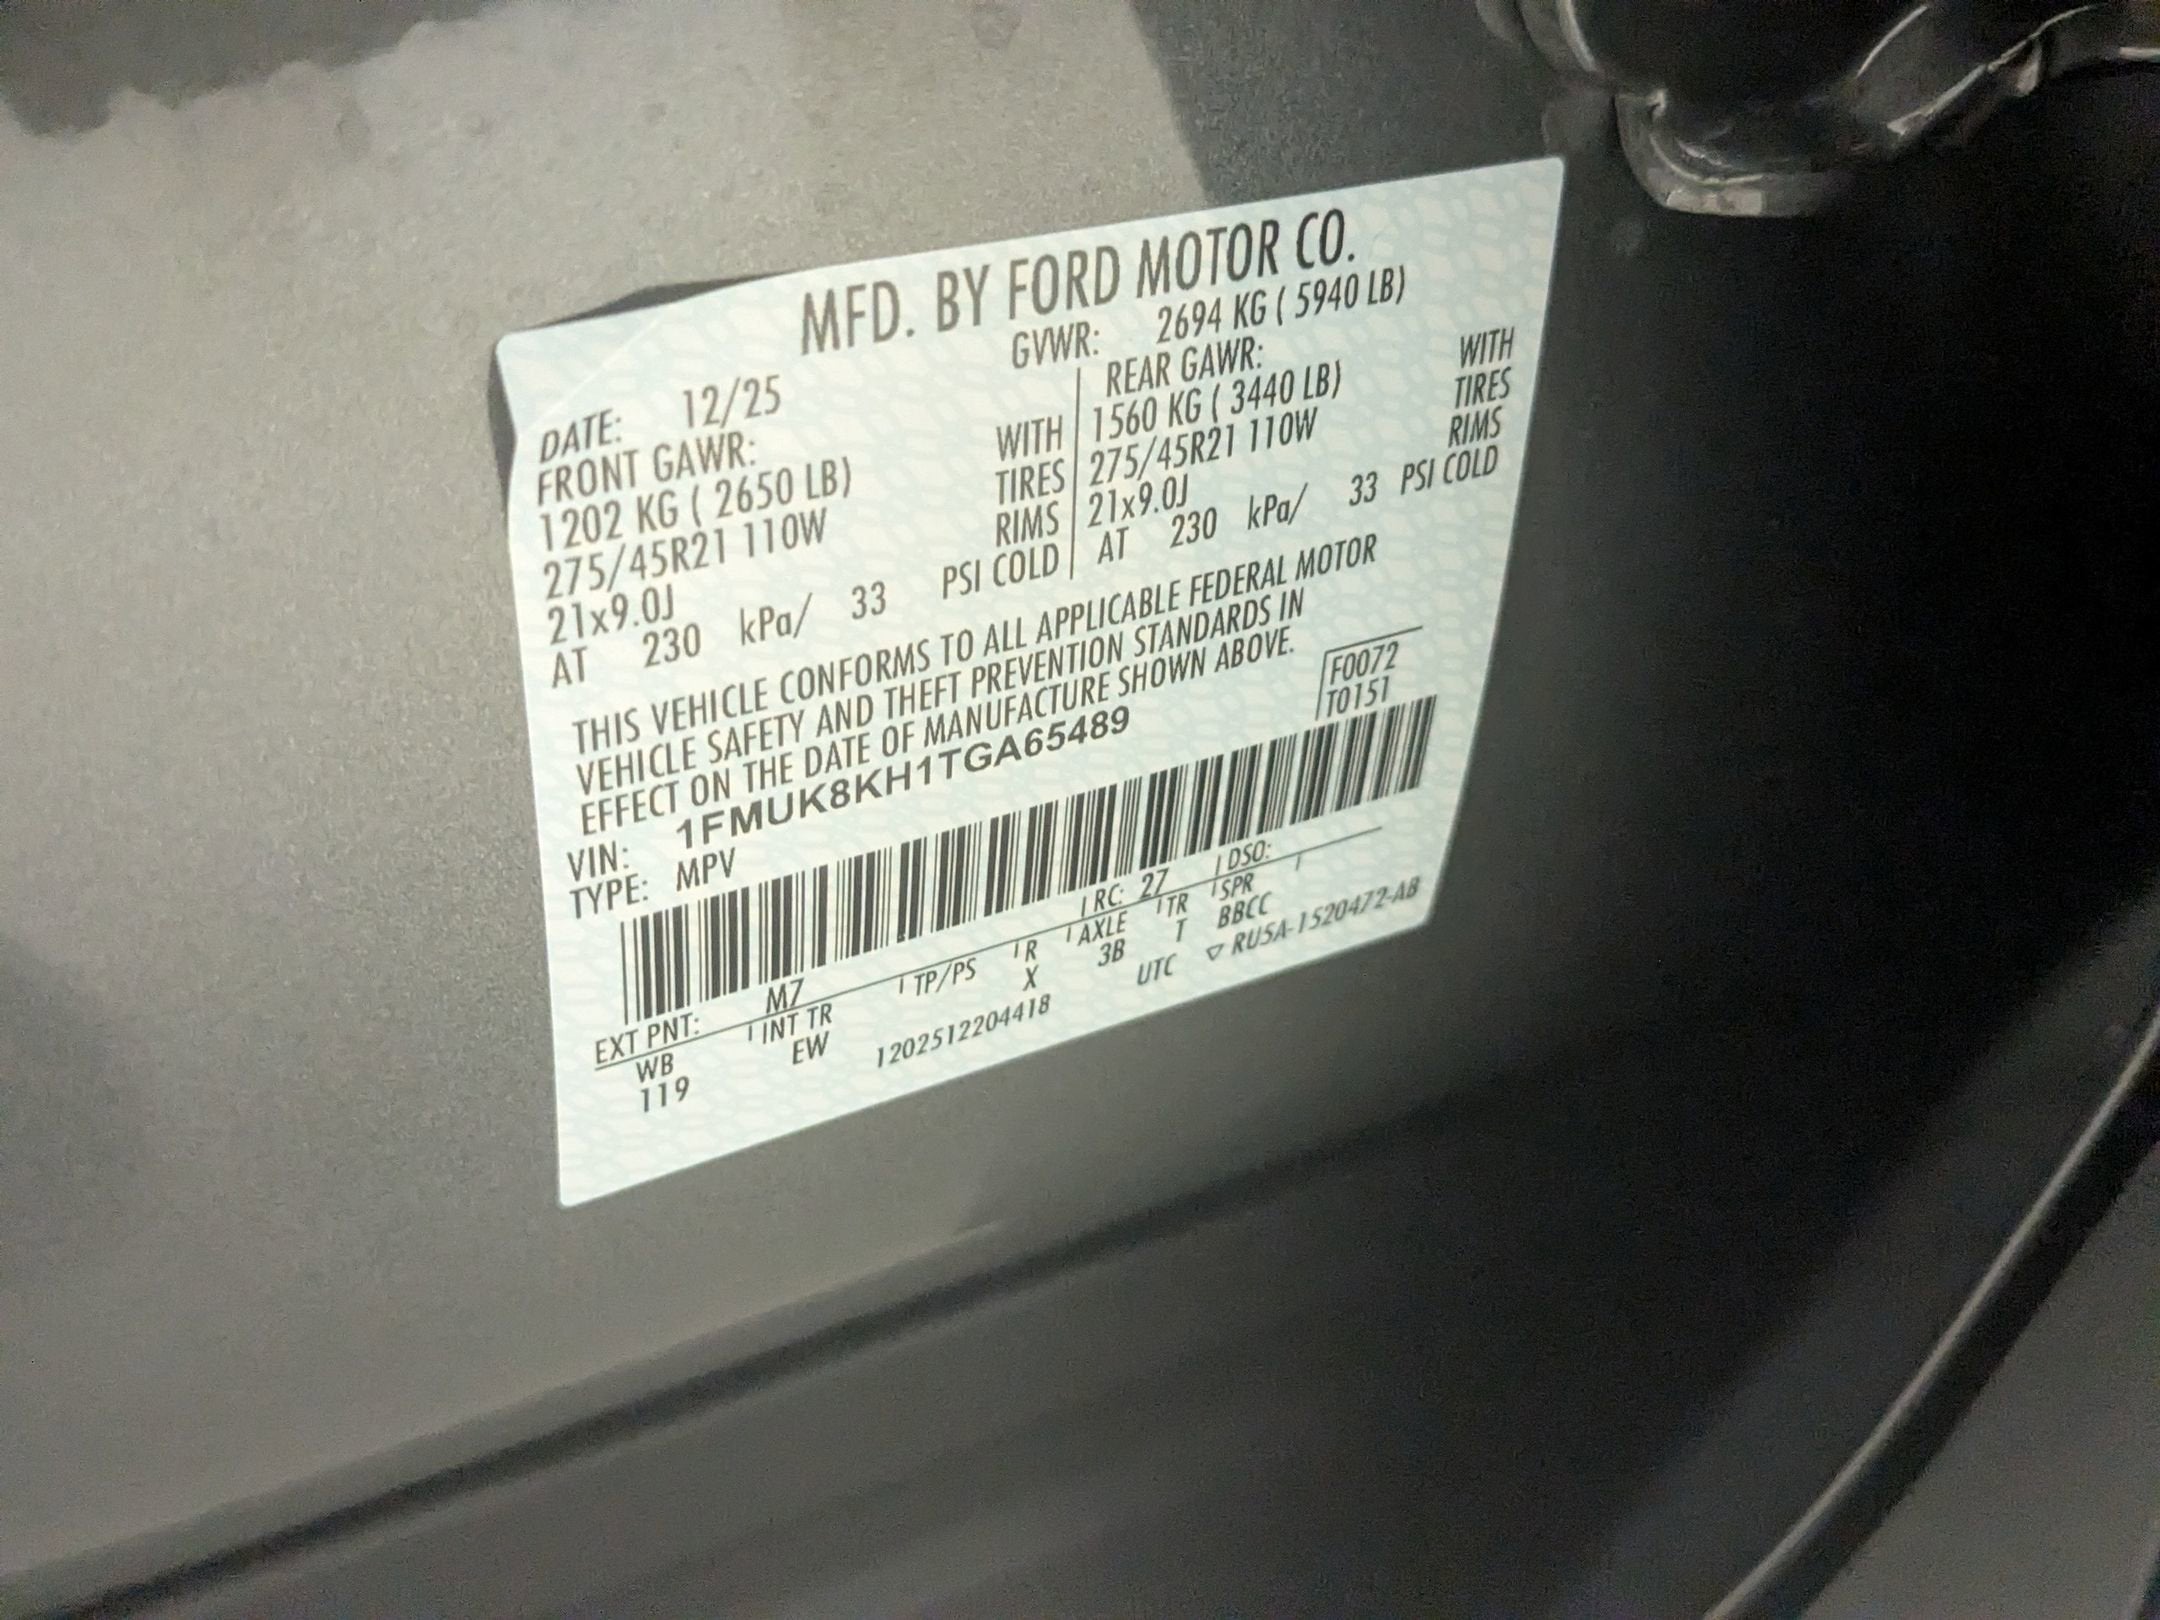 MFD. BY FORD MOTOR CO.
DATE: 12/25 GVWR: 2694 KG ( 5940 LB)
FRONT GAWR: REAR GAWR:
1202 KG ( 2650 LB) WITH 1560 KG ( 3440 LB) WITH
275/45R21 110W TIRES 275/45R21 110W TIRES
21x9.0J RIMS 21x9.0J RIMS
AT 230 kPa/ 33 PSI COLD AT 230 kPa/ 33 PSI COLD
THIS VEHICLE CONFORMS TO ALL APPLICABLE FEDERAL MOTOR
VEHICLE SAFETY AND THEFT PREVENTION STANDARDS IN
EFFECT ON THE DATE OF MANUFACTURE SHOWN ABOVE.
VIN: 1FMUK8KH1TGA65489 F0072
TYPE: MPV T0151
EXT PNT: M7 RC: 27 DSO:
WB INT TR TP/PS R AXLE TR SPR
119 EW X 3B T BBCC
1202512204418 UTC ▽ RU5A-1520472-AB